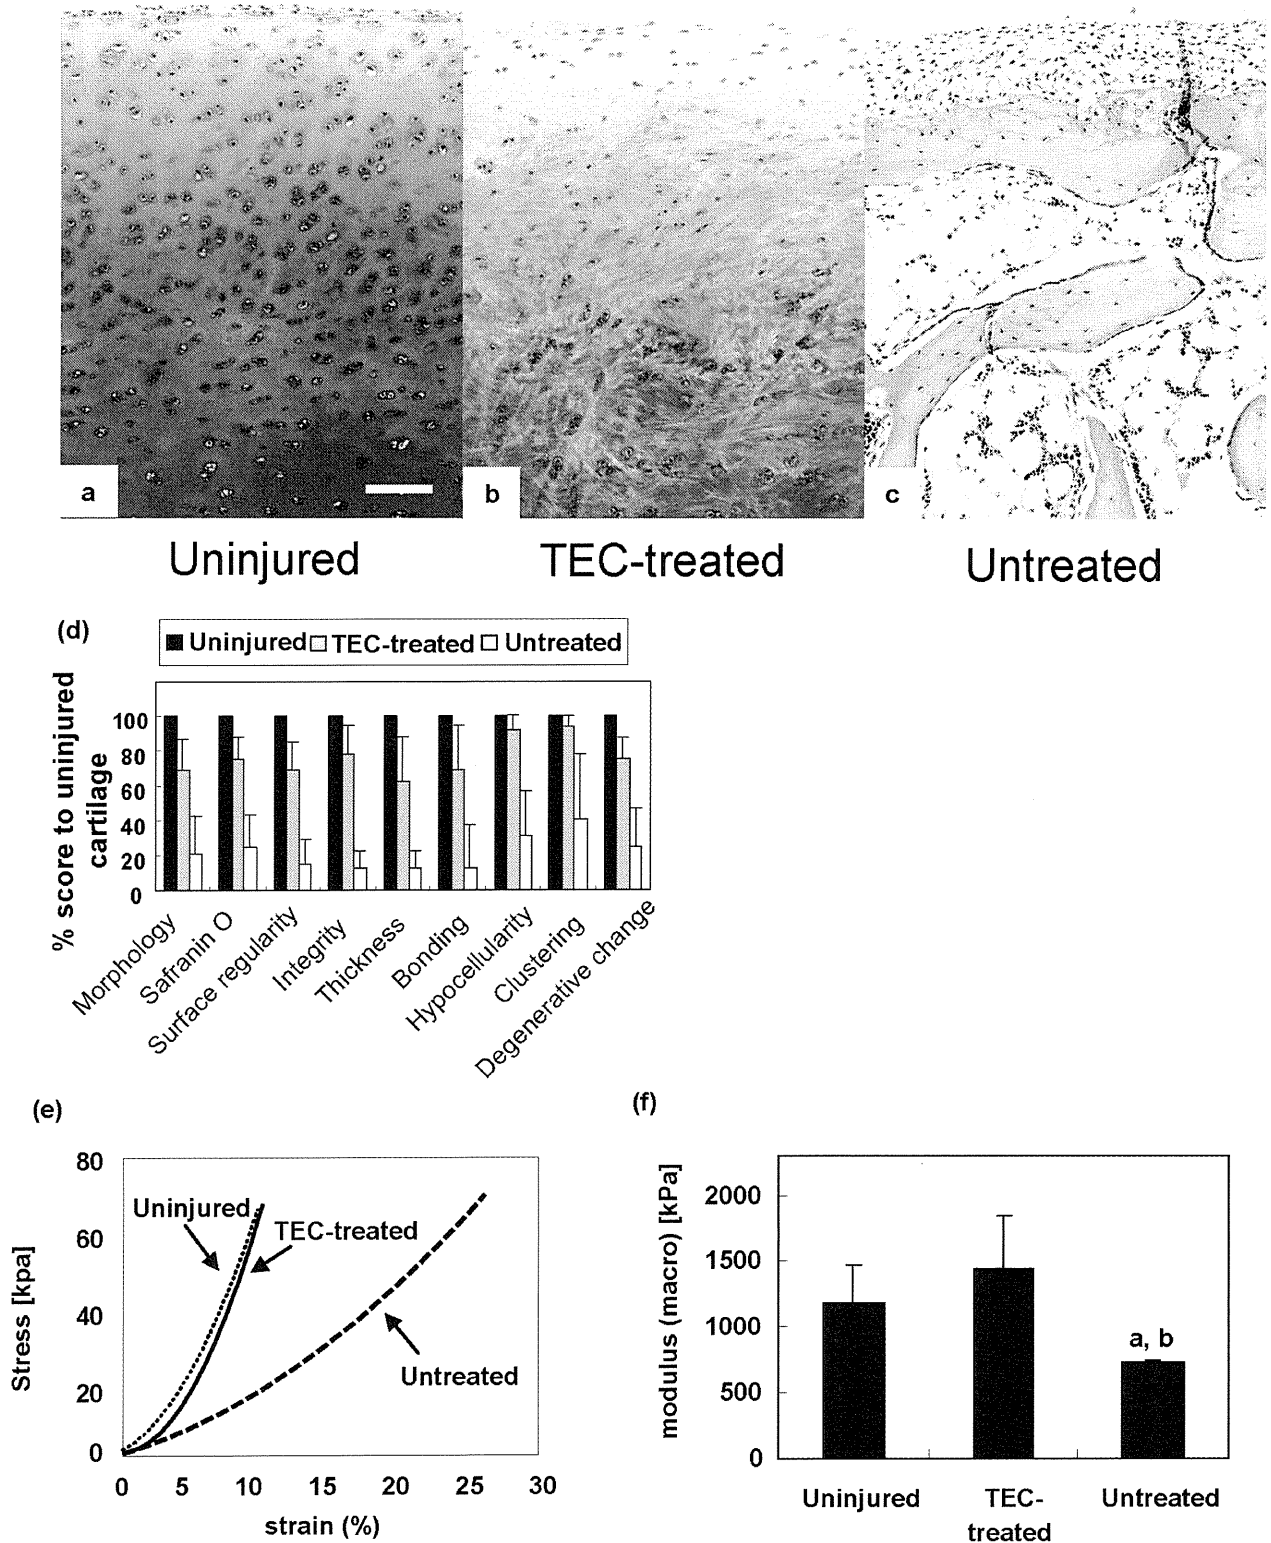 a
b
c
Uninjured
TEC-treated
Untreated
(d)
Uninjured TEC-treated Untreated
% score to uninjured
cartilage
100
80
60
40
20
0
Morphology
Safranin O
Surface regularity
Integrity
Thickness
Bonding
Hypocellularity
Clustering
Degenerative change
(e)
Stress [kpa]
80
60
40
20
0
Uninjured
TEC-treated
Untreated
0 5 10 15 20 25 30
strain (%)
(f)
modulus (macro) [kPa]
2000
1500
1000
500
0
a, b
Uninjured
TEC-
treated
Untreated